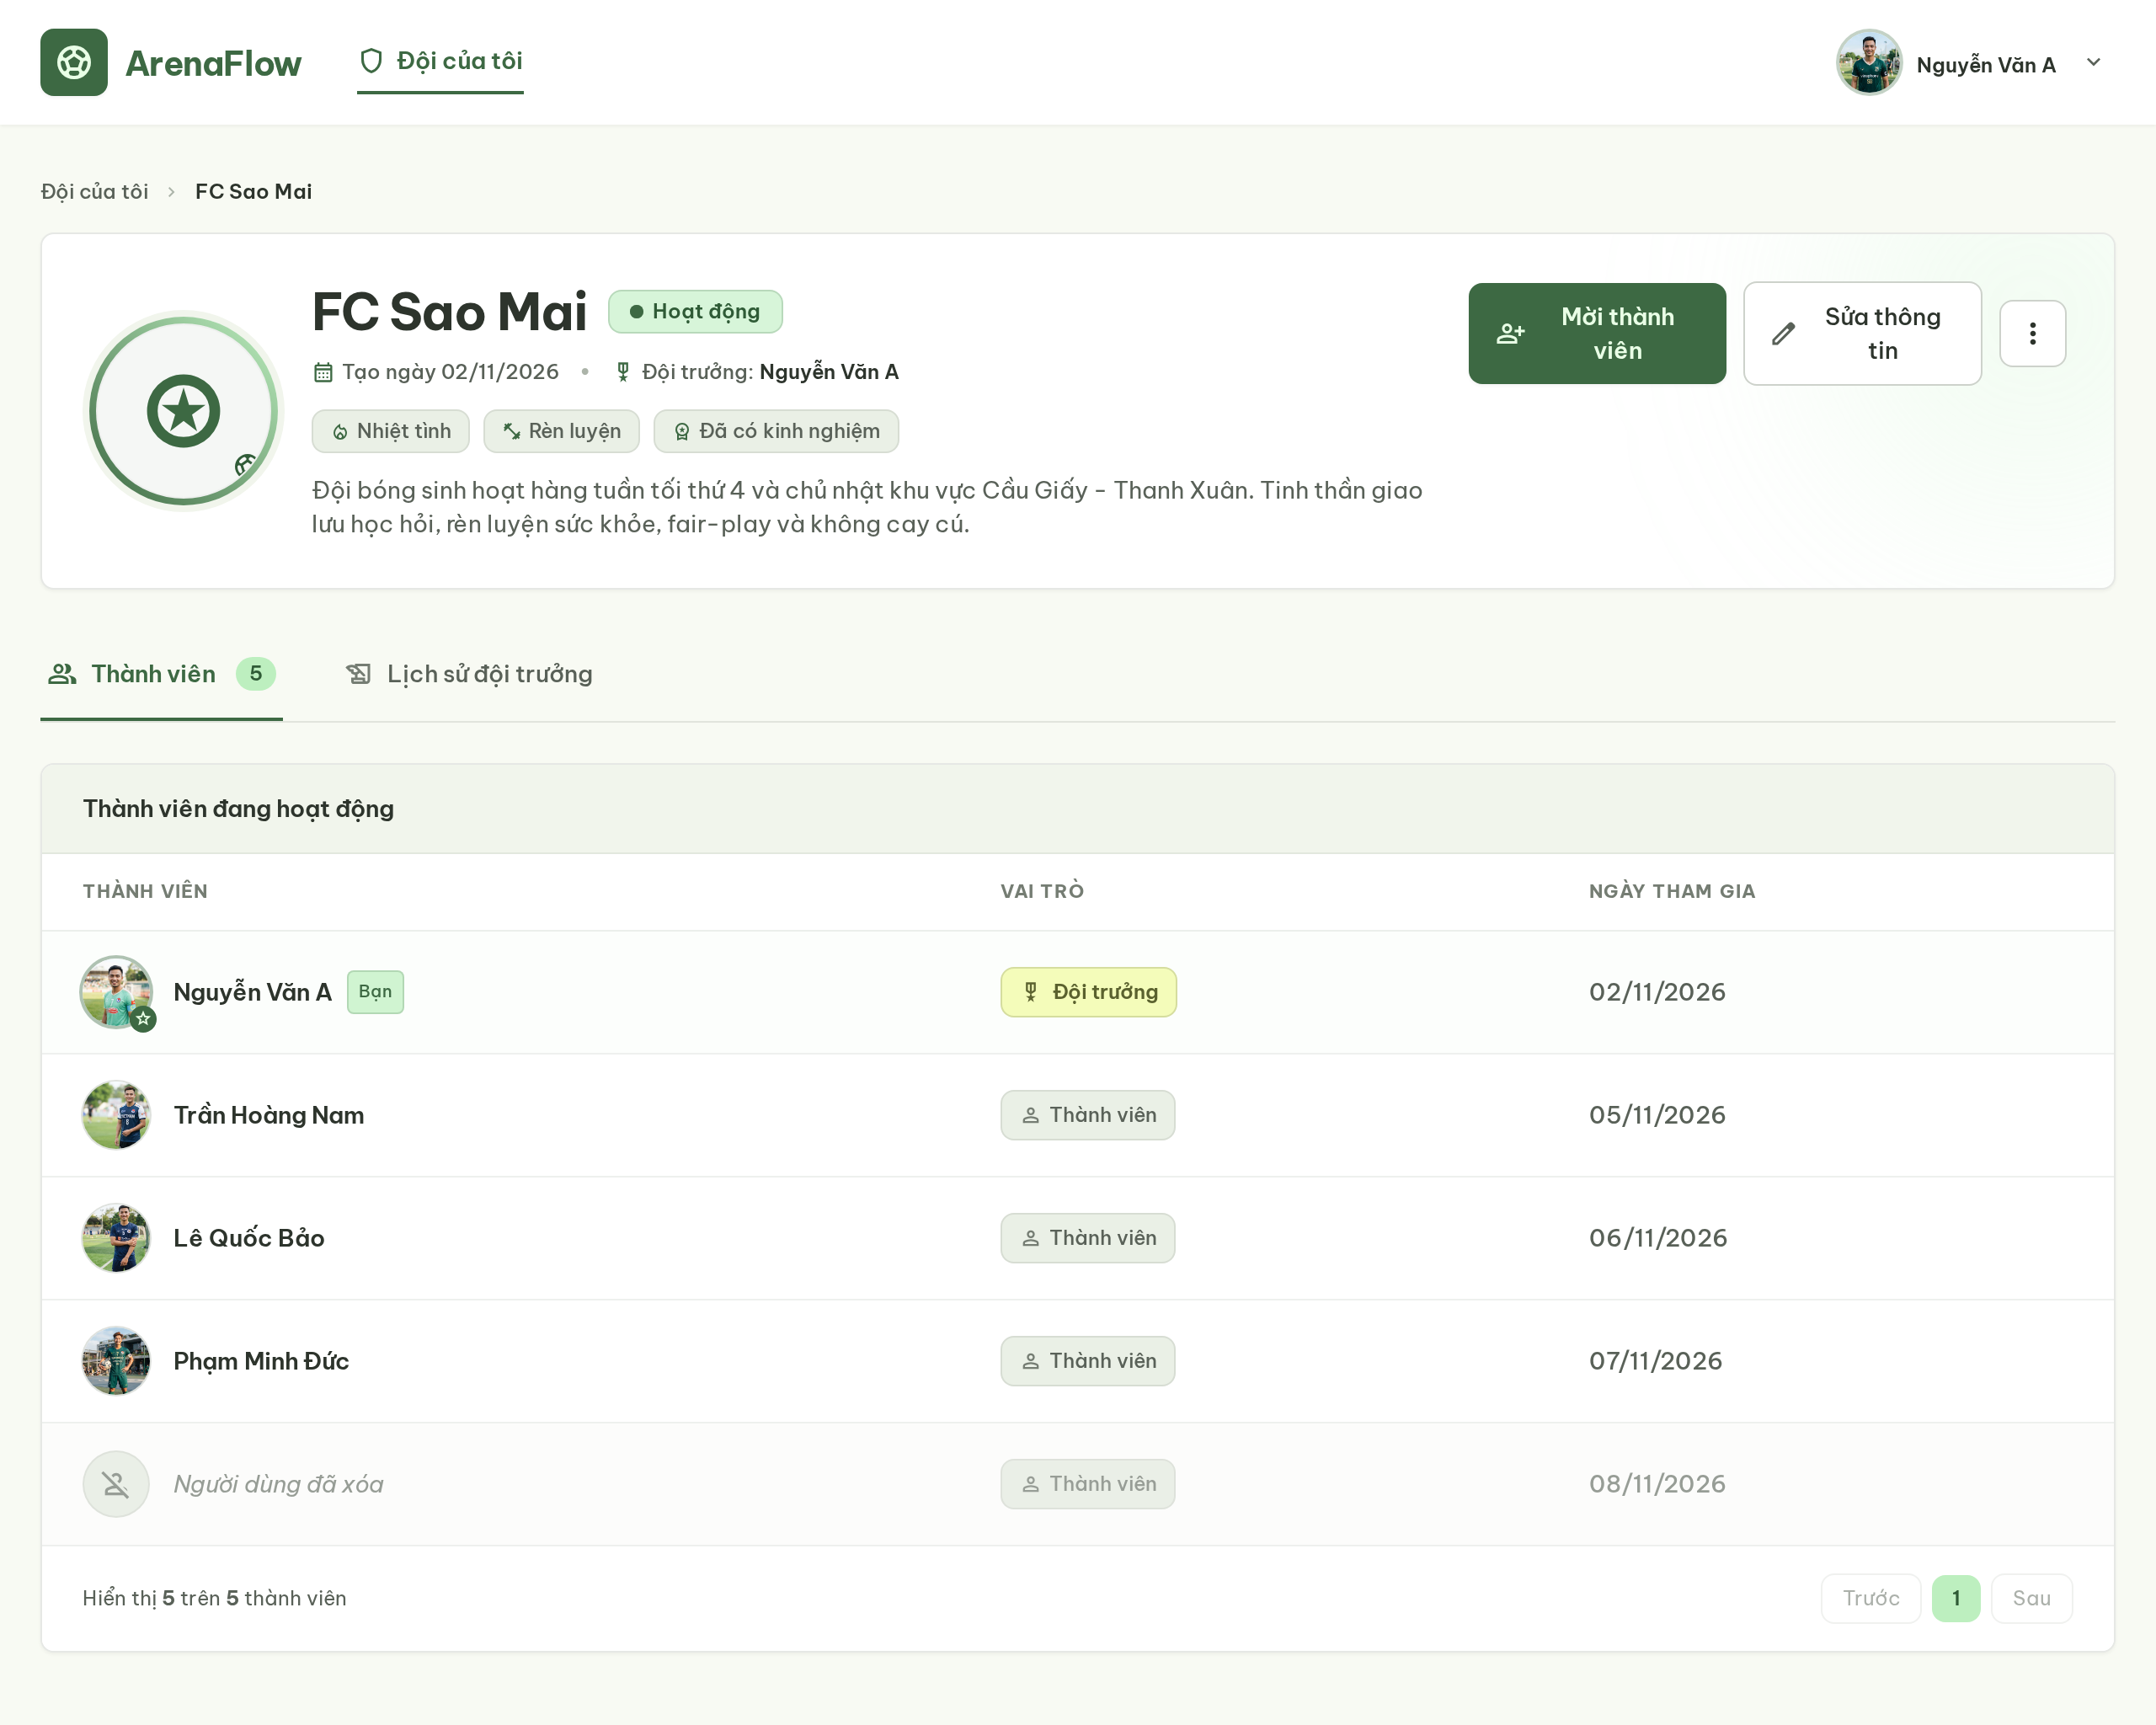 ArenaFlow
Đội của tôi
Nguyễn Văn A
Đội của tôi > FC Sao Mai
FC Sao Mai
Hoạt động
Tạo ngày 02/11/2026 • Đội trưởng: Nguyễn Văn A
Nhiệt tình
Rèn luyện
Đã có kinh nghiệm
Đội bóng sinh hoạt hàng tuần tối thứ 4 và chủ nhật khu vực Cầu Giấy - Thanh Xuân. Tinh thần giao
lưu học hỏi, rèn luyện sức khỏe, fair-play và không cay cú.
Mời thành
viên
Sửa thông
tin
Thành viên 5
Lịch sử đội trưởng
Thành viên đang hoạt động
THÀNH VIÊN VAI TRÒ NGÀY THAM GIA
Nguyễn Văn A Bạn Đội trưởng 02/11/2026
Trần Hoàng Nam Thành viên 05/11/2026
Lê Quốc Bảo Thành viên 06/11/2026
Phạm Minh Đức Thành viên 07/11/2026
Người dùng đã xóa Thành viên 08/11/2026
Hiển thị 5 trên 5 thành viên
Trước 1 Sau